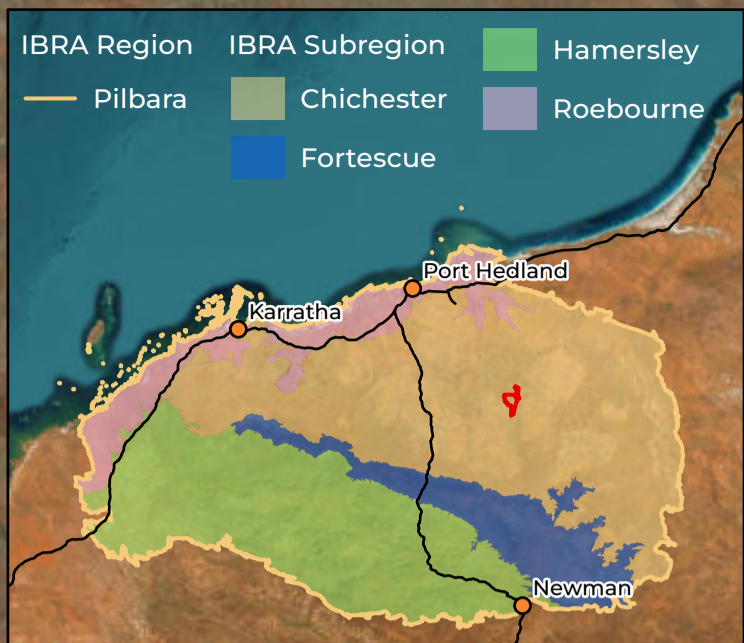 IBRA Region
Pilbara
IBRA Subregion
Chichester
Fortescue
Hamersley
Roebourne
Port Hedland
Karratha
Newman